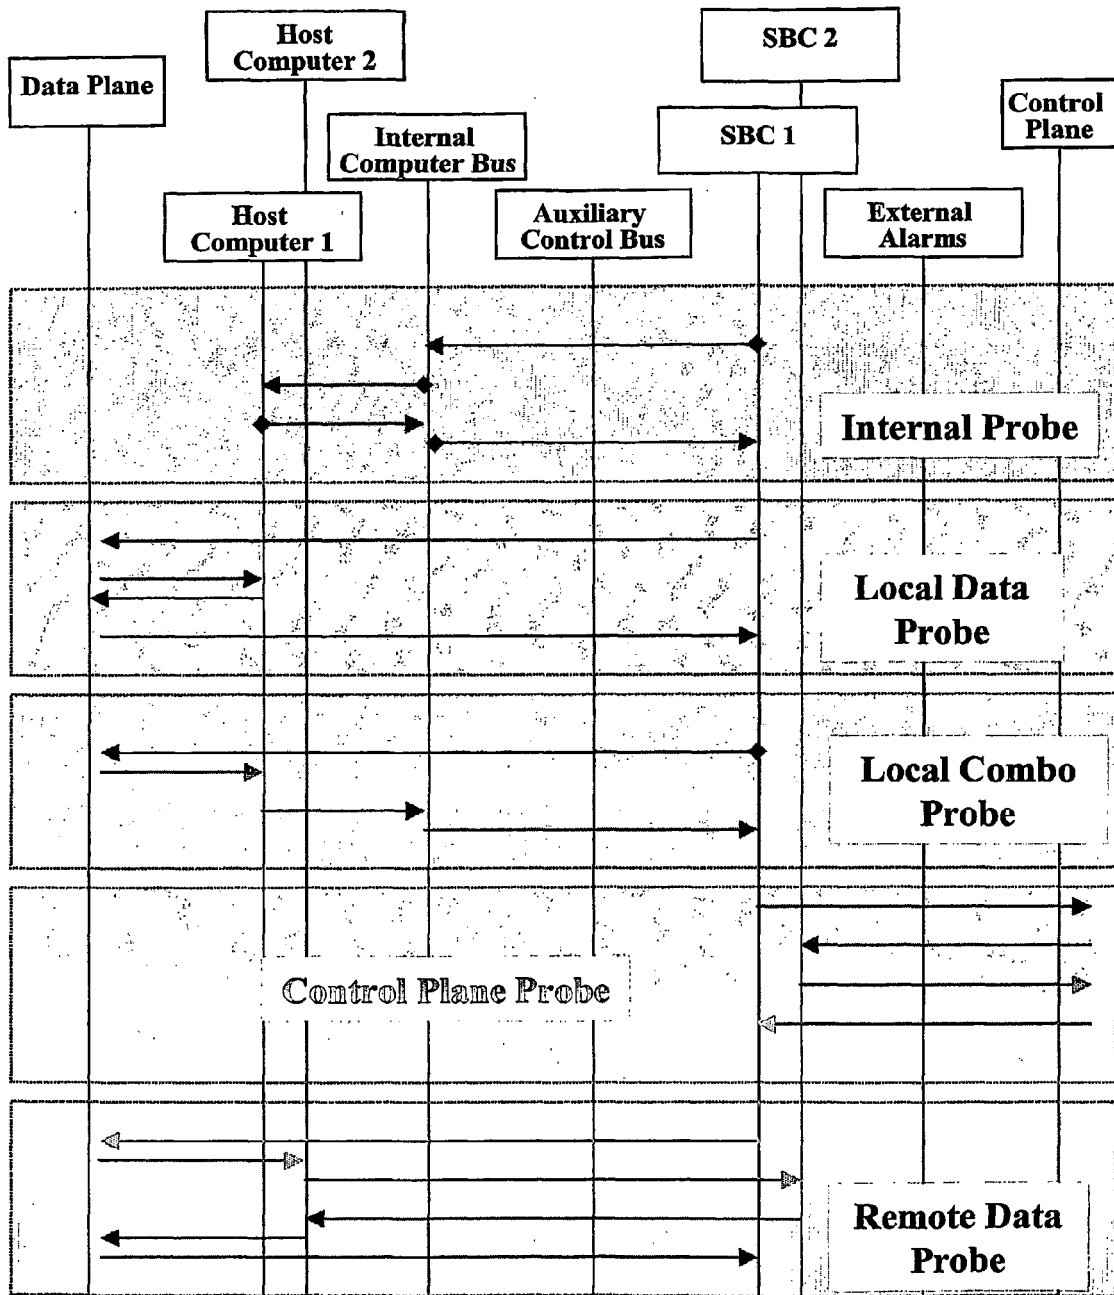 Host
Computer 2
SBC 2
Data Plane
Control
Plane
Internal
Computer Bus
SBC 1
Host
Computer 1
Auxiliary
Control Bus
External
Alarms
Internal Probe
Local Data
Probe
Local Combo
Probe
Control Plane Probe
Remote Data
Probe